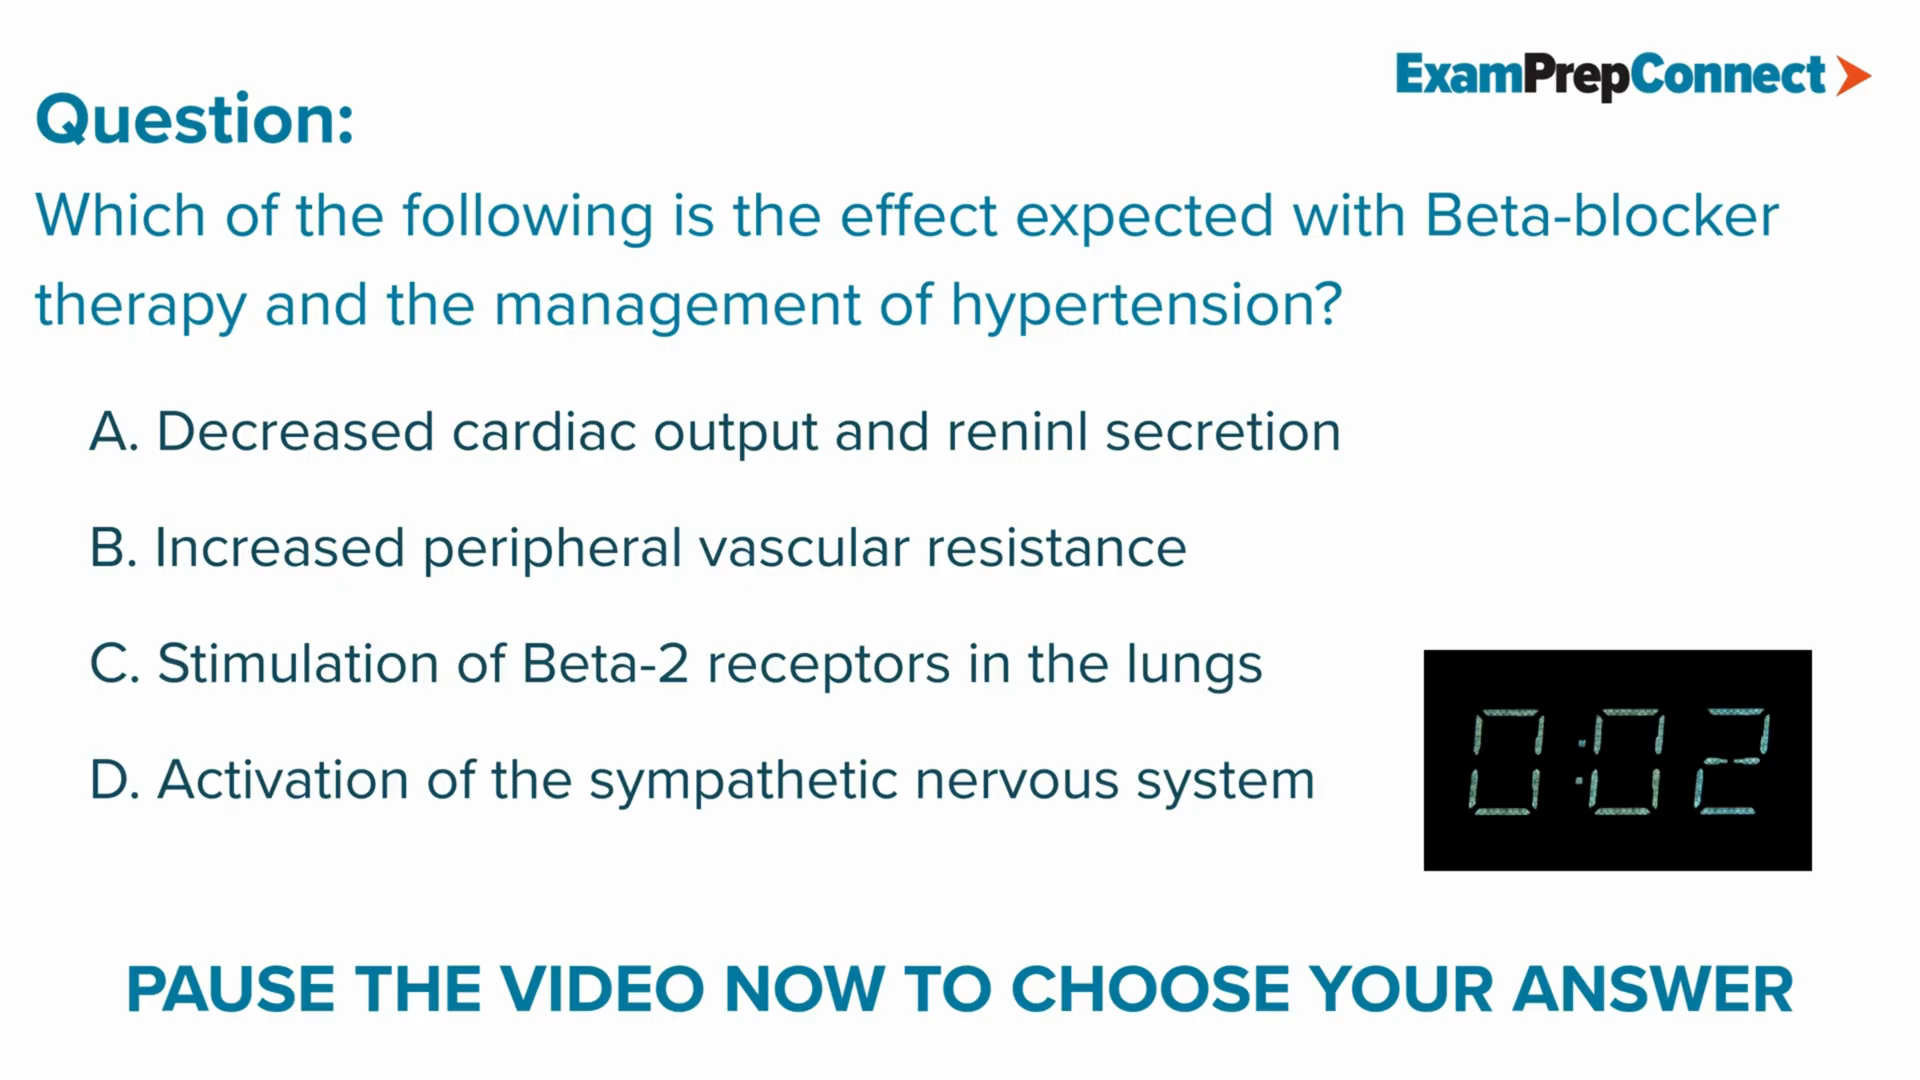 ExamPrepConnect
Question:
Which of the following is the effect expected with Beta-blocker
therapy and the management of hypertension?
A. Decreased cardiac output and reninl secretion
B. Increased peripheral vascular resistance
C. Stimulation of Beta-2 receptors in the lungs
D. Activation of the sympathetic nervous system
0:02
PAUSE THE VIDEO NOW TO CHOOSE YOUR ANSWER